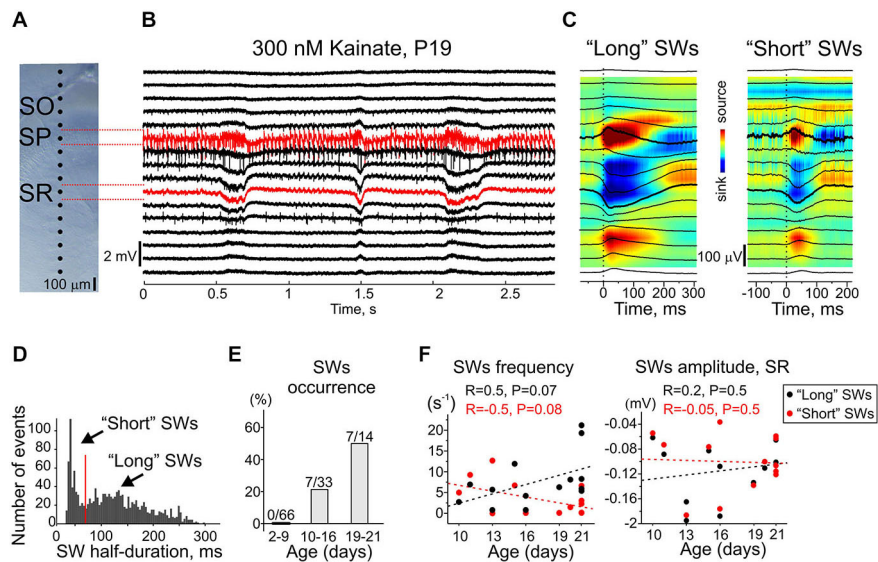 A
SO
SP
SR
100 μm
B
300 nM Kainate, P19
2 mV
0 0.5 1 1.5 2 2.5
Time, s
C
“Long” SWs
“Short” SWs
source
sink
100 μV
0 100 200 300
Time, ms
-100 0 100 200
Time, ms
D
Number of events
100
80
60
40
20
0
“Short” SWs
“Long” SWs
0 100 200 300
SW half-duration, ms
E
SWs
occurrence
(%)
60
40
20
0
0/66
7/33
7/14
2-9 10-16 19-21
Age (days)
F
SWs frequency
R=0.5, P=0.07
R=-0.5, P=0.08
(s⁻¹)
20
15
10
5
0
10 13 16 19 21
Age (days)
SWs amplitude, SR
R=0.2, P=0.5
R=-0.05, P=0.5
(mV)
-0.04
-0.08
-0.12
-0.16
-2
10 13 16 19 21
Age (days)
“Long” SWs
“Short” SWs